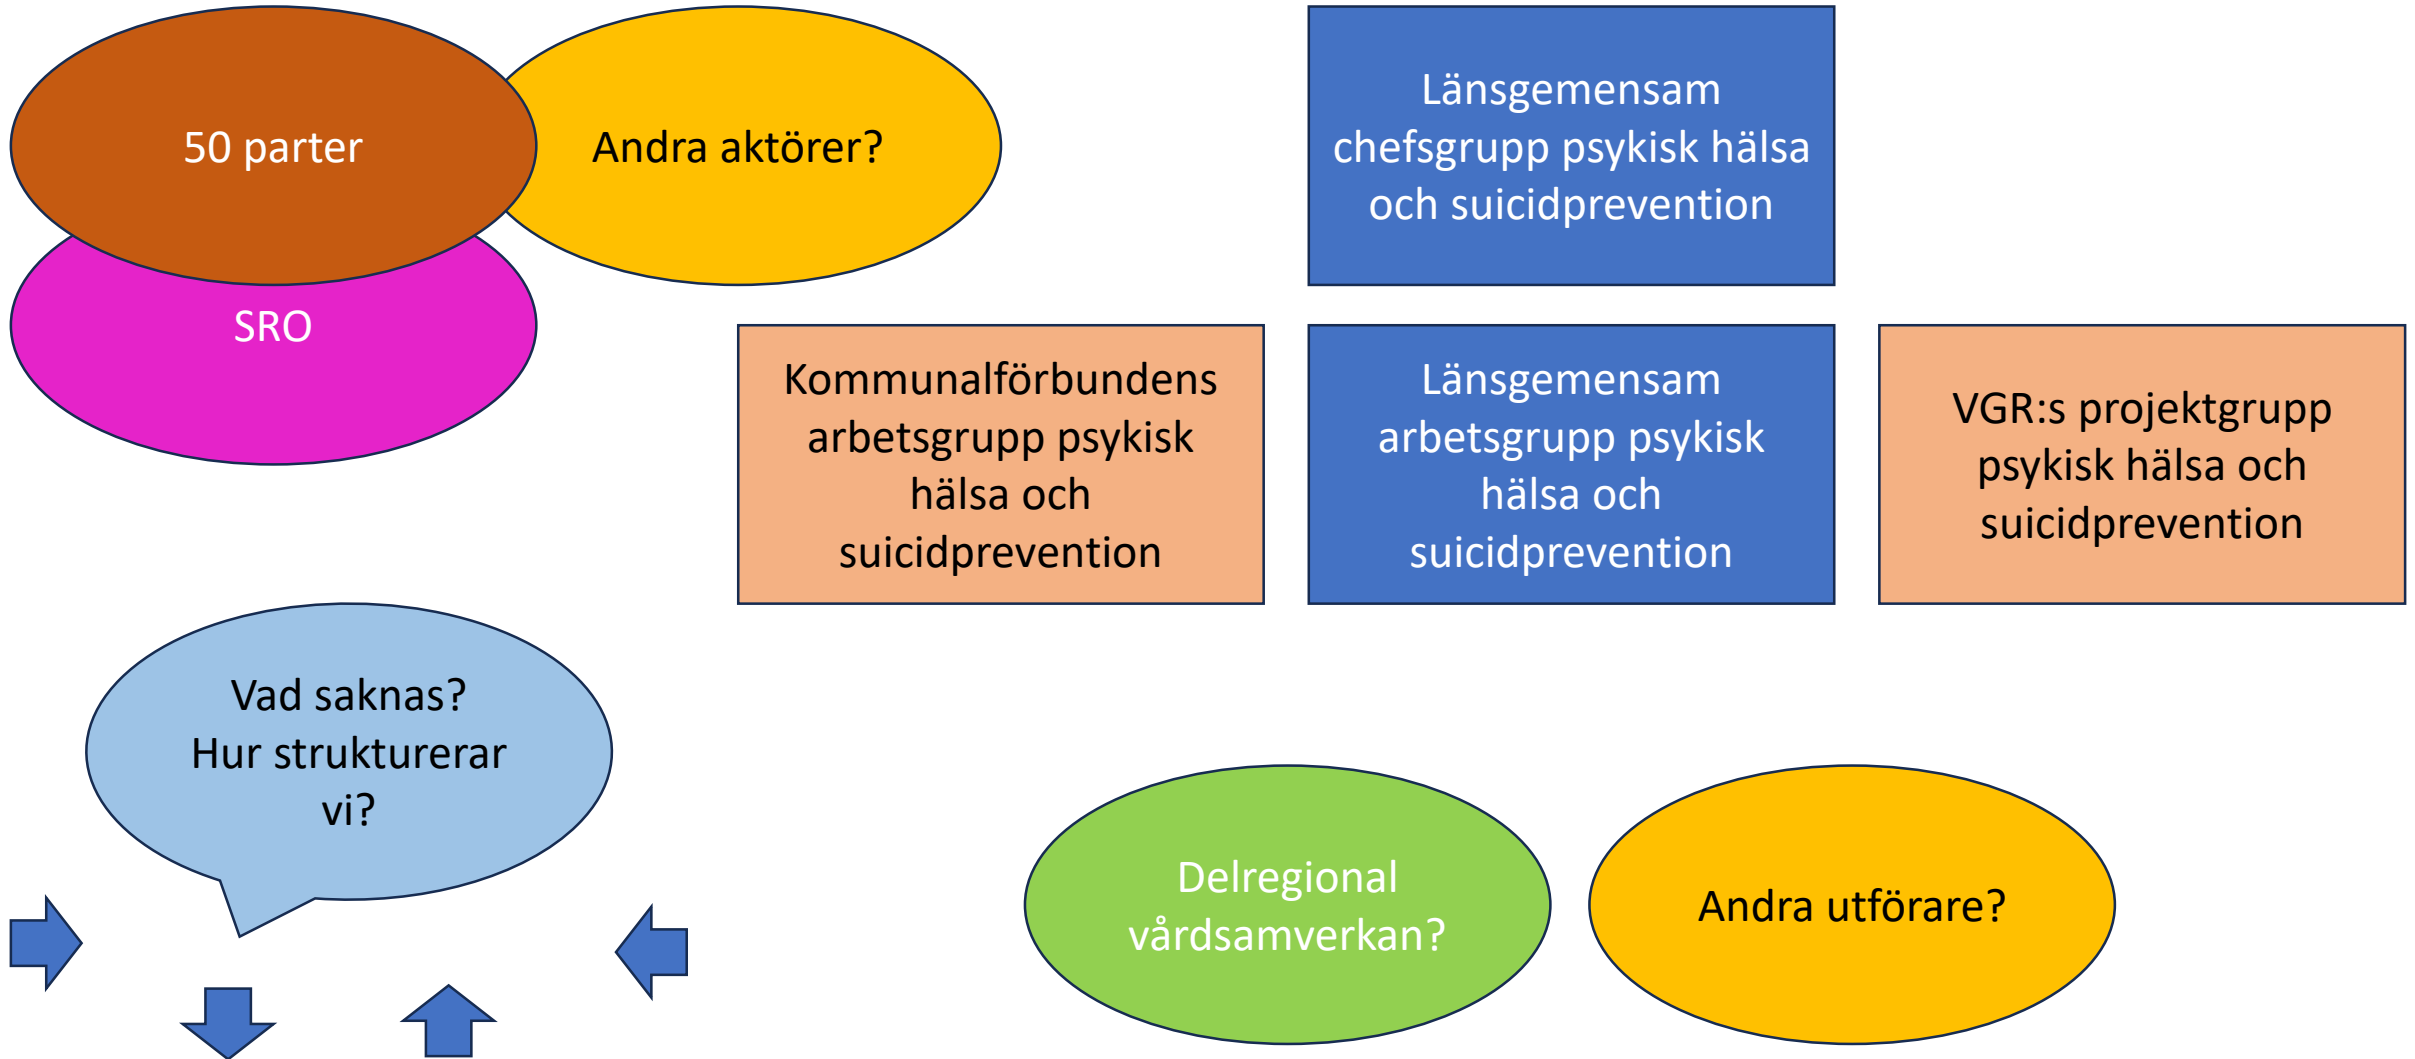 50 parter
Andra aktörer?
SRO
Länsgemensam
chefsgrupp psykisk hälsa
och suicidprevention
Kommunalförbundens
arbetsgrupp psykisk
hälsa och
suicidprevention
Länsgemensam
arbetsgrupp psykisk
hälsa och
suicidprevention
VGR:s projektgrupp
psykisk hälsa och
suicidprevention
Vad saknas?
Hur strukturerar
vi?
Delregional
vårdsamverkan?
Andra utförare?